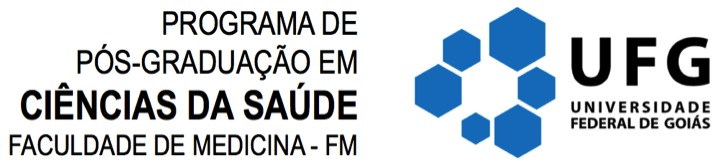 PROGRAMA DE
PÓS-GRADUAÇÃO EM
CIÊNCIAS DA SAÚDE
FACULDADE DE MEDICINA - FM
UFG
UNIVERSIDADE
FEDERAL DE GOIÁS